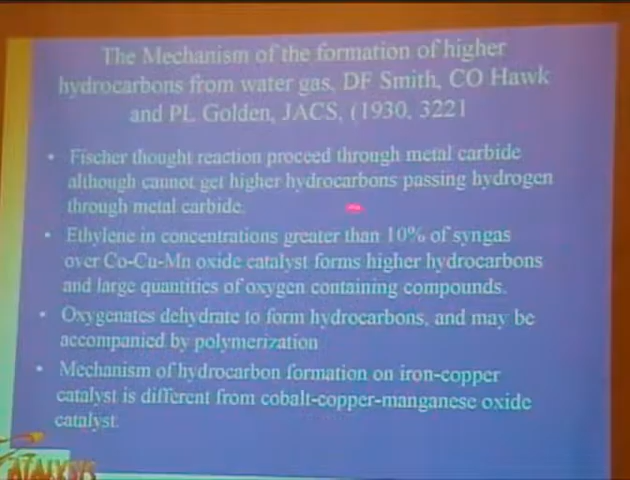 The Mechanism of the formation of higher
hydrocarbons from water gas, DF Smith, CO Hawk
and PL Golden, JACS, (1930, 3221
• Fischer thought reaction proceed through metal carbide
although cannot get higher hydrocarbons passing hydrogen
through metal carbide.
• Ethylene in concentrations greater than 10% of syngas
over Co-Cu-Mn oxide catalyst forms higher hydrocarbons
and large quantities of oxygen containing compounds.
• Oxygenates dehydrate to form hydrocarbons, and may be
accompanied by polymerization
• Mechanism of hydrocarbon formation on iron-copper
catalyst is different from cobalt-copper-manganese oxide
catalyst.
CATALYSIS